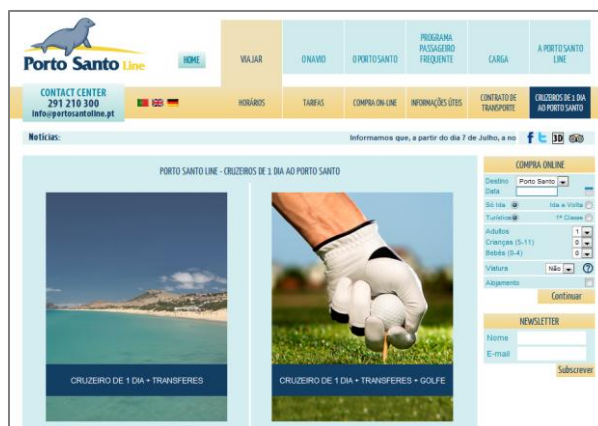 Porto Santo Line
HOME
VIAJAR
O NAVIO
O PORTO SANTO
PROGRAMA
PASSAGEIRO
FREQUENTE
CARGA
A PORTO SANTO
LINE
CONTACT CENTER
291 210 300
info@portosantoline.pt
HORÁRIOS
TARIFAS
COMPRA ON-LINE
INFORMAÇÕES ÚTEIS
CONTRATO DE
TRANSPORTE
CRUZEIROS DE 1 DIA
AO PORTO SANTO
Notícias:
Informamos que, a partir do dia 7 de Julho, a no
3D
PORTO SANTO LINE - CRUZEIROS DE 1 DIA AO PORTO SANTO
CRUZEIRO DE 1 DIA + TRANSFERES
CRUZEIRO DE 1 DIA + TRANSFERES + GOLFE
COMPRA ONLINE
Destino Porto Santo
Data
Só Ida Ida e Volta
Turística 1ª Classe
Adultos 1
Crianças (5-11) 0
Bebés (0-4) 0
Viatura Não ?
Alojamento
Continuar
NEWSLETTER
Nome
E-mail
Subscrever